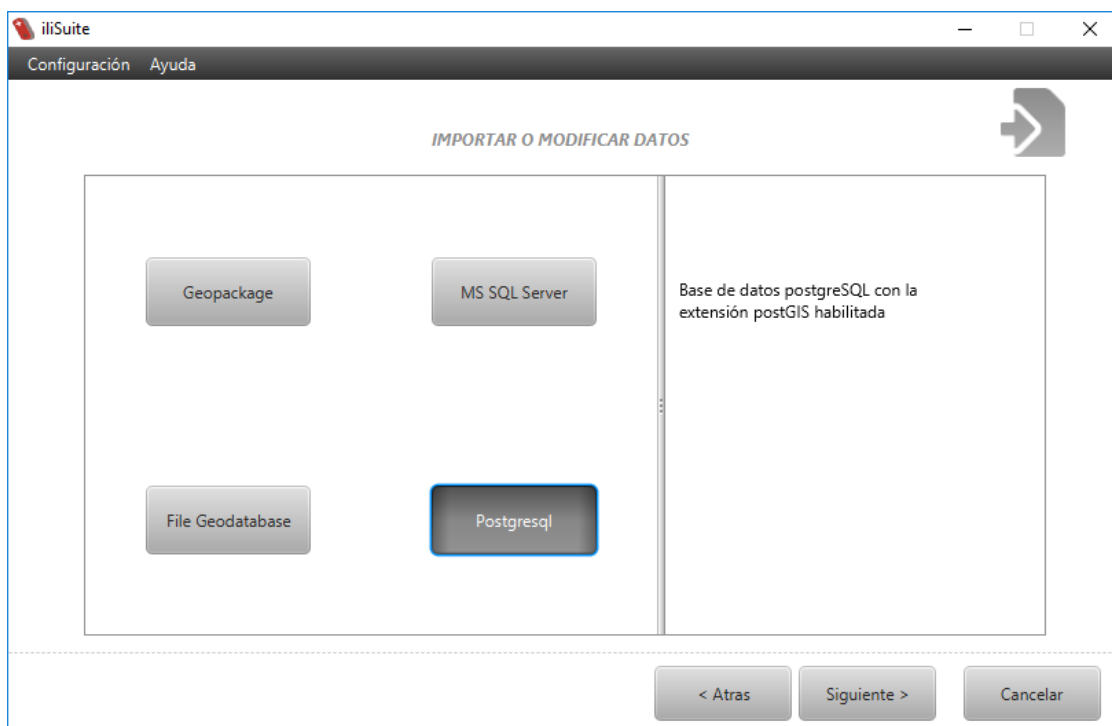 iliSuite
Configuración Ayuda
IMPORTAR O MODIFICAR DATOS
Geopackage
MS SQL Server
File Geodatabase
Postgresql
Base de datos postgreSQL con la
extensión postGIS habilitada
< Atras
Siguiente >
Cancelar